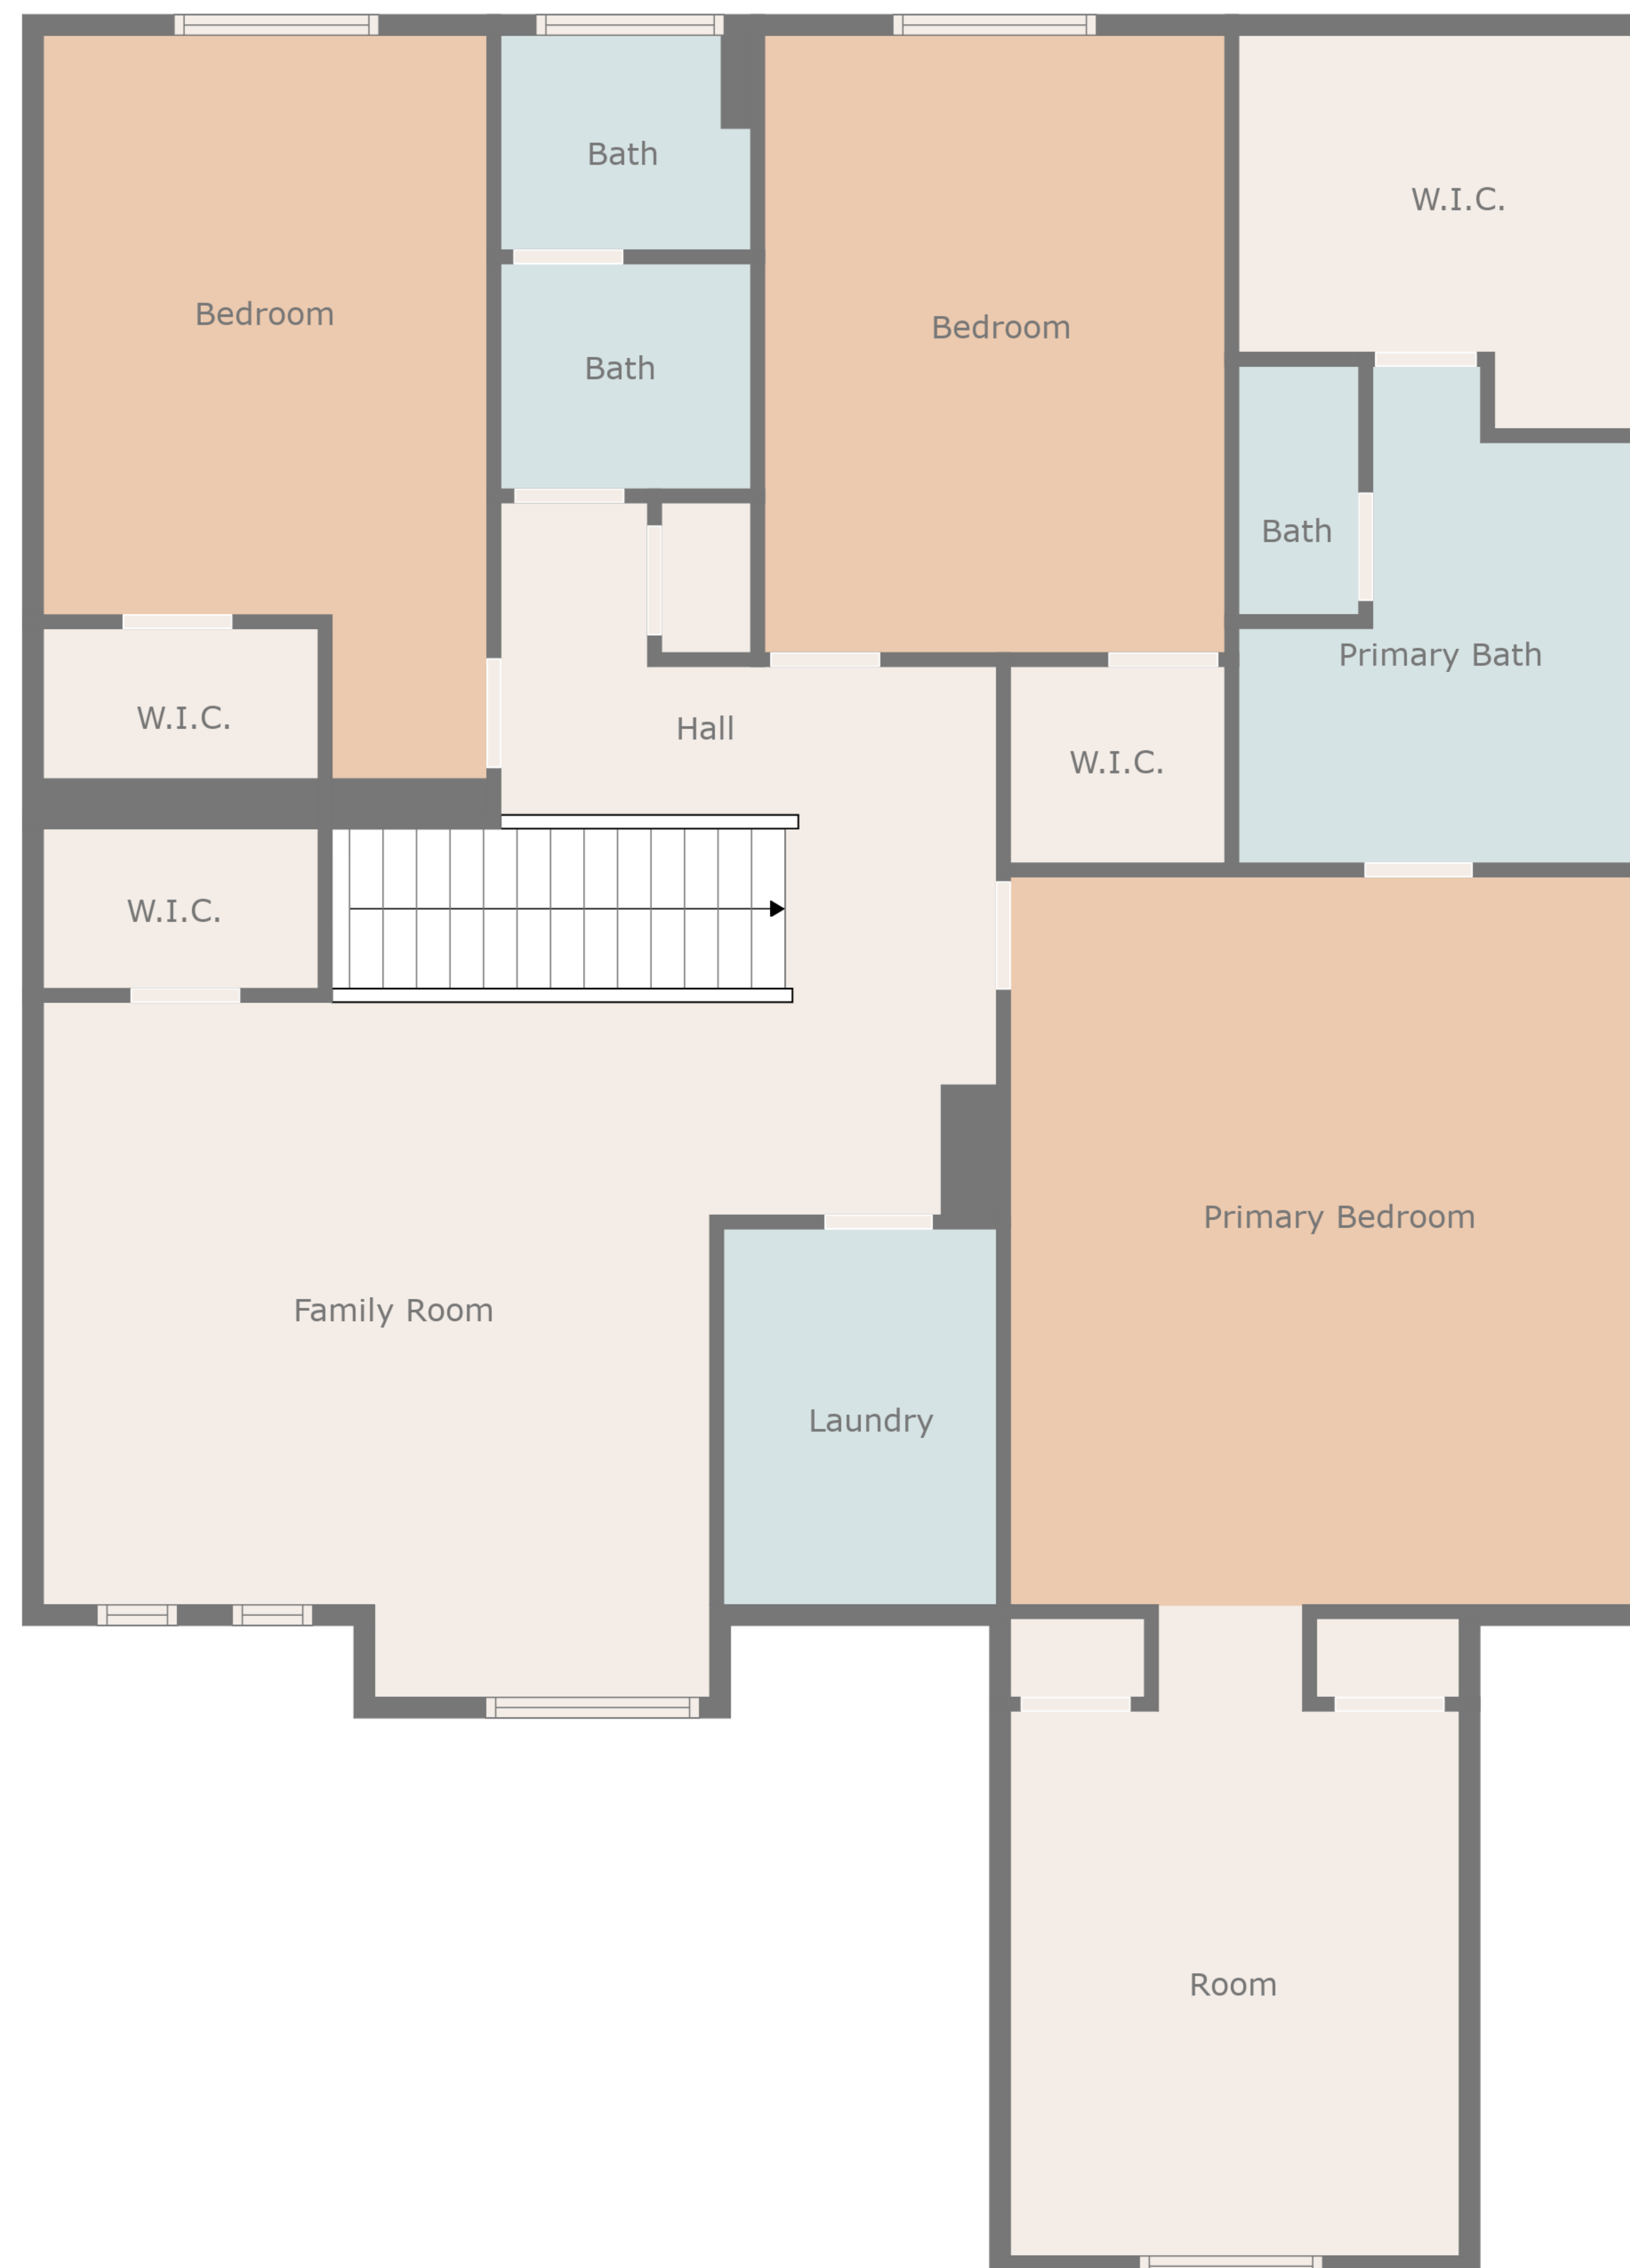 Bath
W.I.C.
Bedroom
Bedroom
Bath
Bath
Primary Bath
W.I.C.
Hall
W.I.C.
W.I.C.
Primary Bedroom
Family Room
Laundry
Room